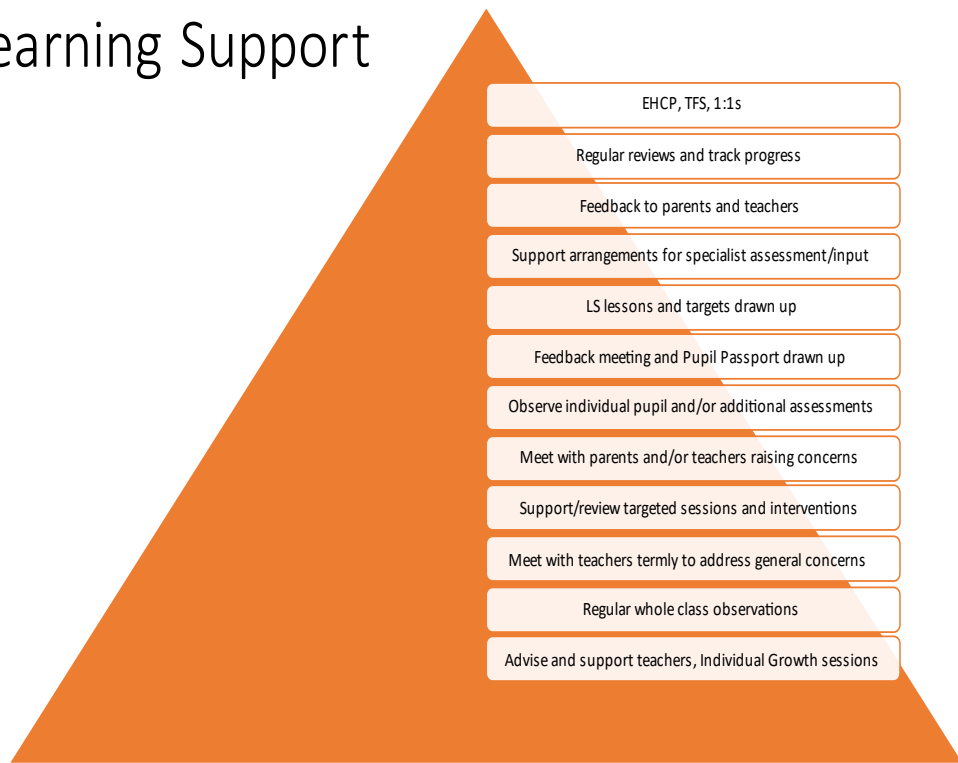 earning Support
EHCP, TFS, 1:1s
Regular reviews and track progress
Feedback to parents and teachers
Support arrangements for specialist assessment/input
LS lessons and targets drawn up
Feedback meeting and Pupil Passport drawn up
Observe individual pupil and/or additional assessments
Meet with parents and/or teachers raising concerns
Support/review targeted sessions and interventions
Meet with teachers termly to address general concerns
Regular whole class observations
Advise and support teachers, Individual Growth sessions